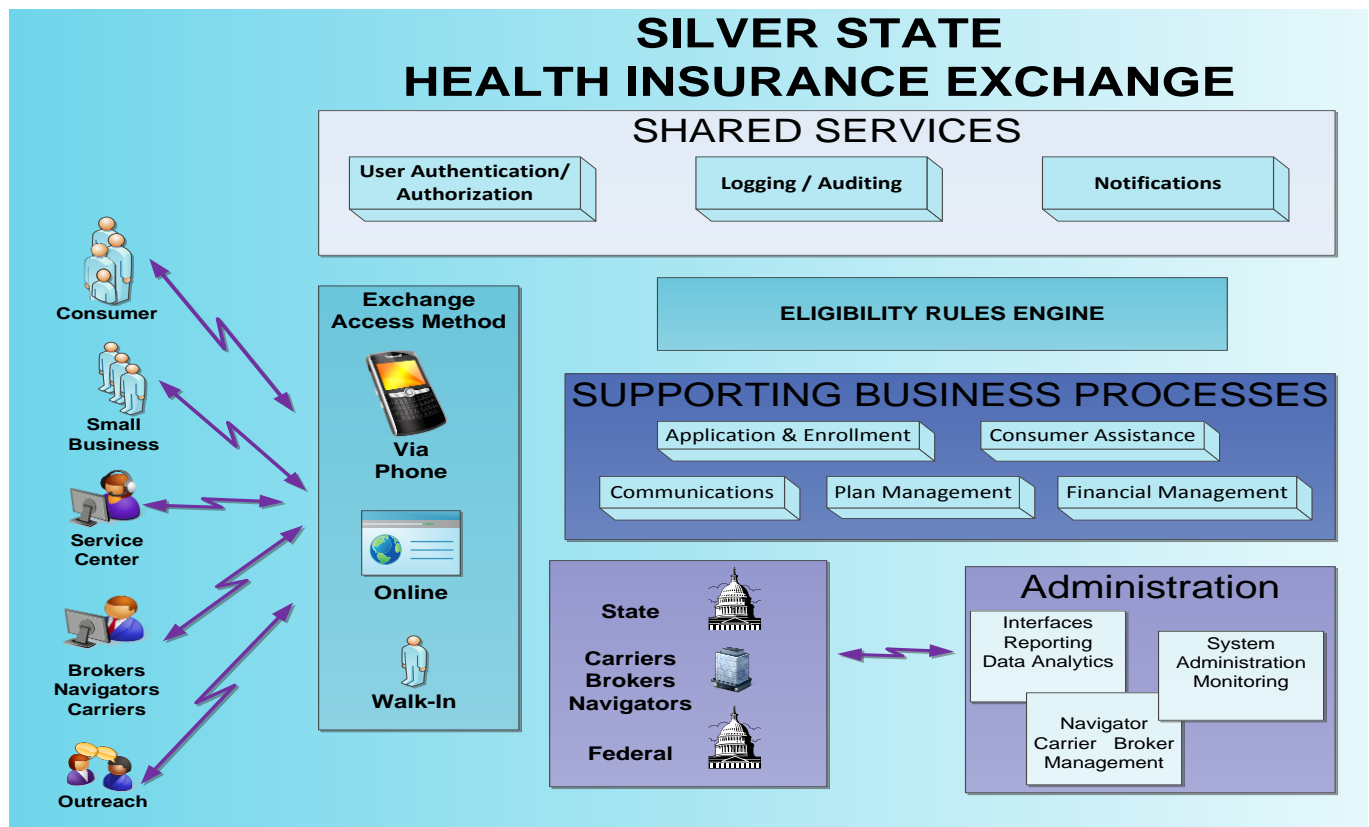 SILVER STATE
HEALTH INSURANCE EXCHANGE
SHARED SERVICES
User Authentication/
Authorization
Logging / Auditing
Notifications
Consumer
Small
Business
Service
Center
Brokers
Navigators
Carriers
Outreach
Exchange
Access Method
Via
Phone
Online
Walk-In
ELIGIBILITY RULES ENGINE
SUPPORTING BUSINESS PROCESSES
Application & Enrollment
Consumer Assistance
Communications
Plan Management
Financial Management
State
Carriers
Brokers
Navigators
Federal
Administration
Interfaces
Reporting
Data Analytics
System
Administration
Monitoring
Navigator
Carrier Broker
Management